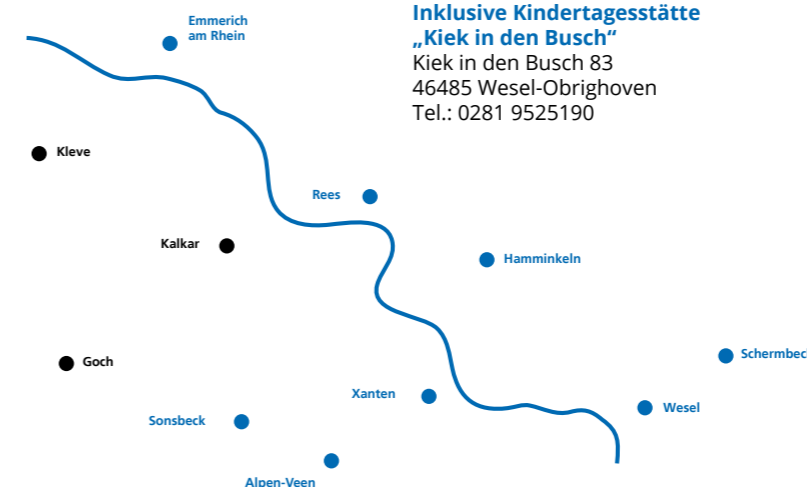 Inklusive Kindertagesstätte
„Kiek in den Busch“
Kiek in den Busch 83
46485 Wesel-Obrighoven
Tel.: 0281 9525190
Emmerich
am Rhein
Kleve
Rees
Kalkar
Hamminkeln
Schermbeck
Goch
Xanten
Wesel
Sonsbeck
Alpen-Veen